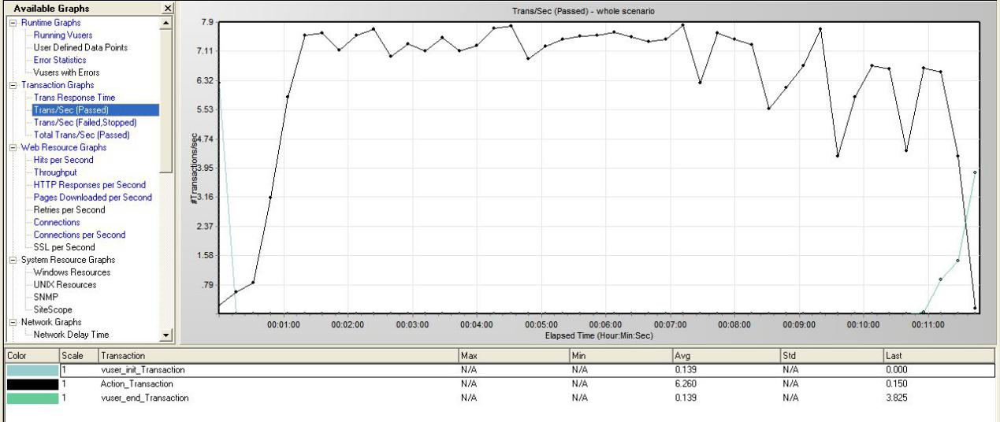 Available Graphs
Runtime Graphs
Running Vusers
User Defined Data Points
Error Statistics
Vusers with Errors
Transaction Graphs
Trans Response Time
Trans/Sec (Passed)
Trans/Sec (Failed,Stopped)
Total Trans/Sec (Passed)
Web Resource Graphs
Hits per Second
Throughput
HTTP Responses per Second
Pages Downloaded per Second
Retries per Second
Connections
Connections per Second
SSL per Second
System Resource Graphs
Windows Resources
UNIX Resources
SNMP
SiteScope
Network Graphs
Network Delay Time
Trans/Sec (Passed) - whole scenario
#Transactions/sec
7.9
7.11
6.32
5.53
4.74
3.95
3.16
2.37
1.58
.79
00:01:00 00:02:00 00:03:00 00:04:00 00:05:00 00:06:00 00:07:00 00:08:00 00:09:00 00:10:00 00:11:00
Elapsed Time (Hour:Min:Sec)
Color Scale Transaction Max Min Avg Std Last
1 vuser_init_Transaction N/A N/A 0.139 N/A 0.000
1 Action_Transaction N/A N/A 6.260 N/A 0.150
1 vuser_end_Transaction N/A N/A 0.139 N/A 3.825